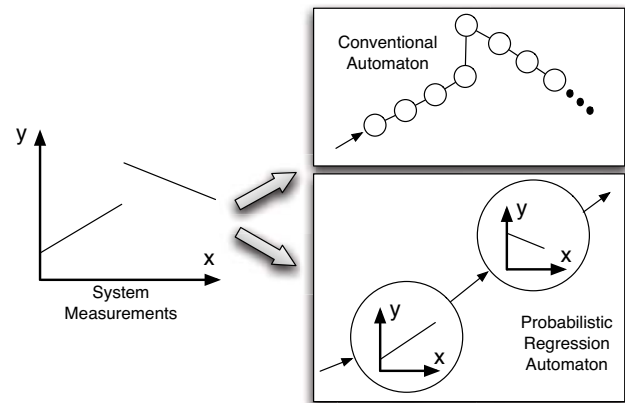 Conventional
Automaton
y
x
System
Measurements
y
x
y
x
Probabilistic
Regression
Automaton